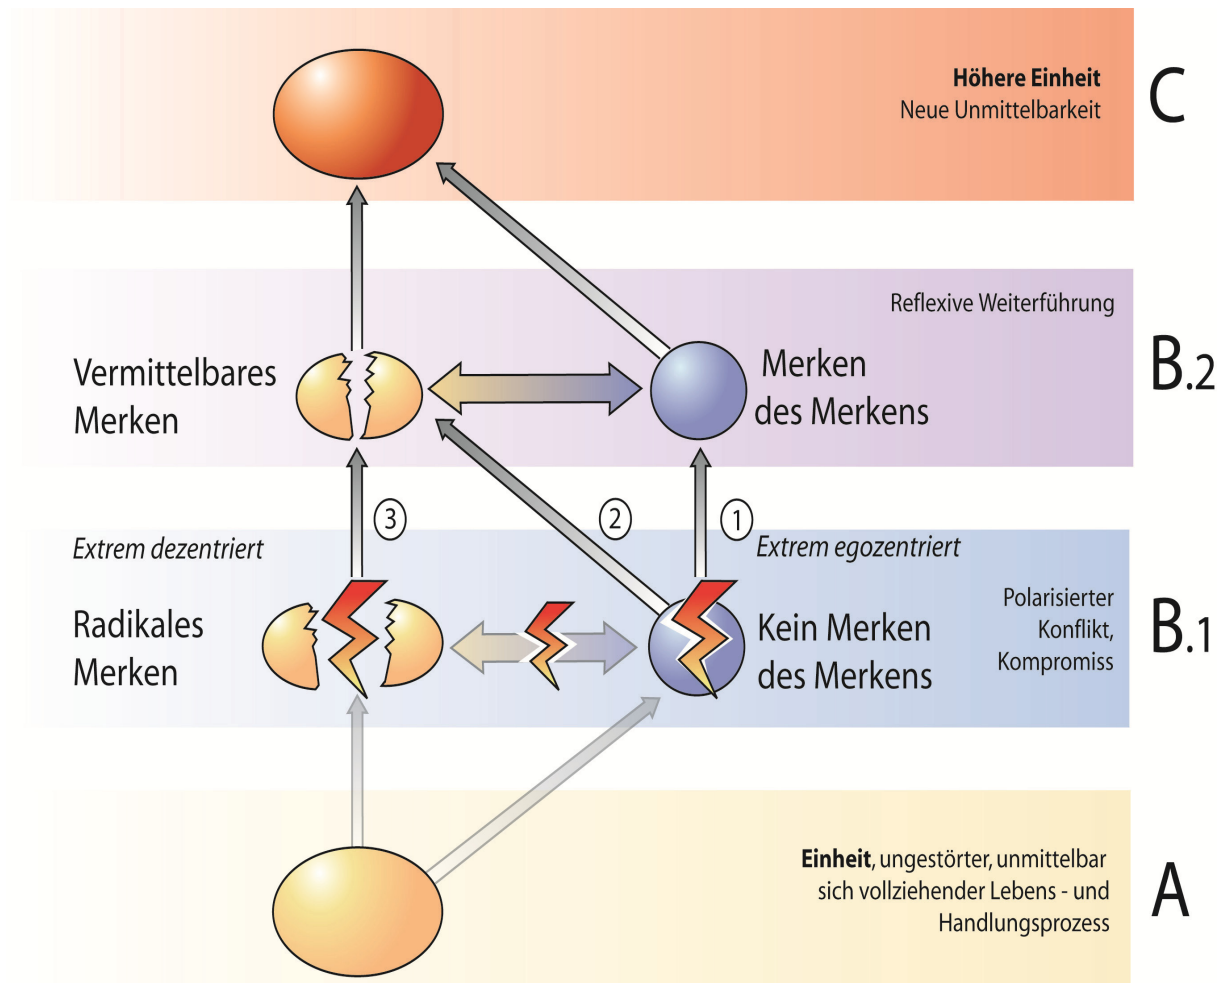 Höhere Einheit
Neue Unmittelbarkeit
C
Reflexive Weiterführung
Vermittelbares
Merken
Merken
des Merkens
B.2
3
2
1
Extrem dezentriert
Extrem egozentriert
Radikales
Merken
Kein Merken
des Merkens
Polarisierter
Konflikt,
Kompromiss
B.1
Einheit, ungestörter, unmittelbar
sich vollziehender Lebens - und
Handlungsprozess
A